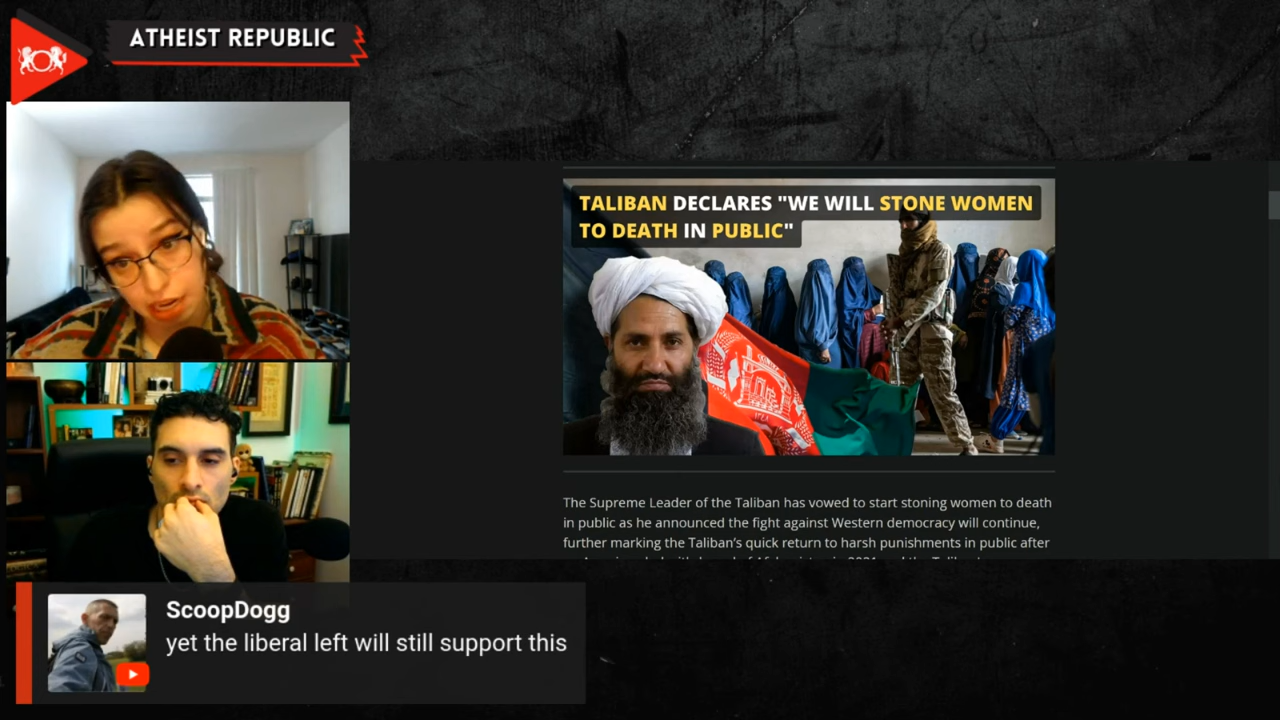 ATHEIST REPUBLIC
TALIBAN DECLARES "WE WILL STONE WOMEN
TO DEATH IN PUBLIC"
The Supreme Leader of the Taliban has vowed to start stoning women to death
in public as he announced the fight against Western democracy will continue,
further marking the Taliban's quick return to harsh punishments in public after
ScoopDogg
yet the liberal left will still support this